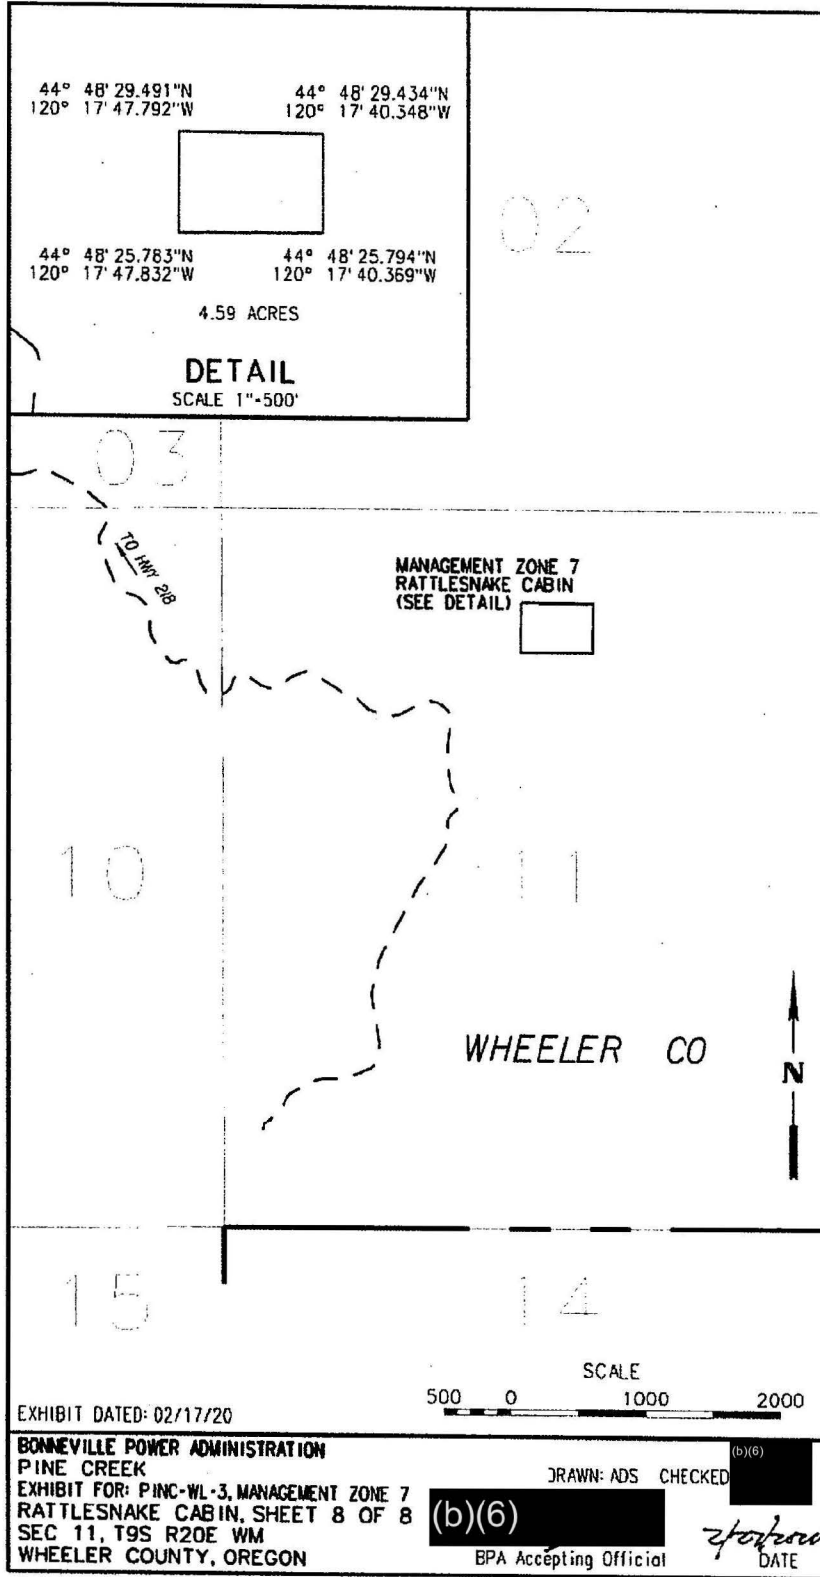 44° 48' 29.491"N
120° 17' 47.792"W
44° 48' 29.434"N
120° 17' 40.348"W
44° 48' 25.783"N
120° 17' 47.832"W
44° 48' 25.794"N
120° 17' 40.369"W
4.59 ACRES
DETAIL
SCALE 1"=500'
02
03
TO HWY 218
MANAGEMENT ZONE 7
RATTLESNAKE CABIN
(SEE DETAIL)
10
11
WHEELER CO
N
15
14
SCALE
500 0 1000 2000
EXHIBIT DATED: 02/17/20
BONNEVILLE POWER ADMINISTRATION
PINE CREEK
EXHIBIT FOR: PINC-WL-3, MANAGEMENT ZONE 7
RATTLESNAKE CABIN, SHEET 8 OF 8
SEC 11, T9S R20E WM
WHEELER COUNTY, OREGON
DRAWN: ADS CHECKED
(b)(6)
(b)(6)
BPA Accepting Official
DATE